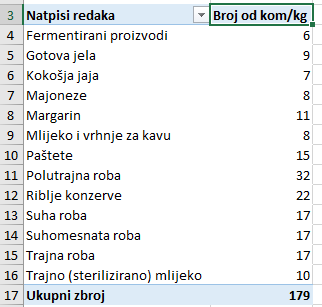 3 Natpisi redaka Broj od kom/kg
4 Fermentirani proizvodi 6
5 Gotova jela 9
6 Kokošja jaja 7
7 Majoneze 8
8 Margarin 11
9 Mlijeko i vrhnje za kavu 8
10 Paštete 15
11 Polutrajna roba 32
12 Riblje konzerve 22
13 Suha roba 17
14 Suhomesnata roba 17
15 Trajna roba 17
16 Trajno (sterilizirano) mlijeko 10
17 Ukupni zbroj 179